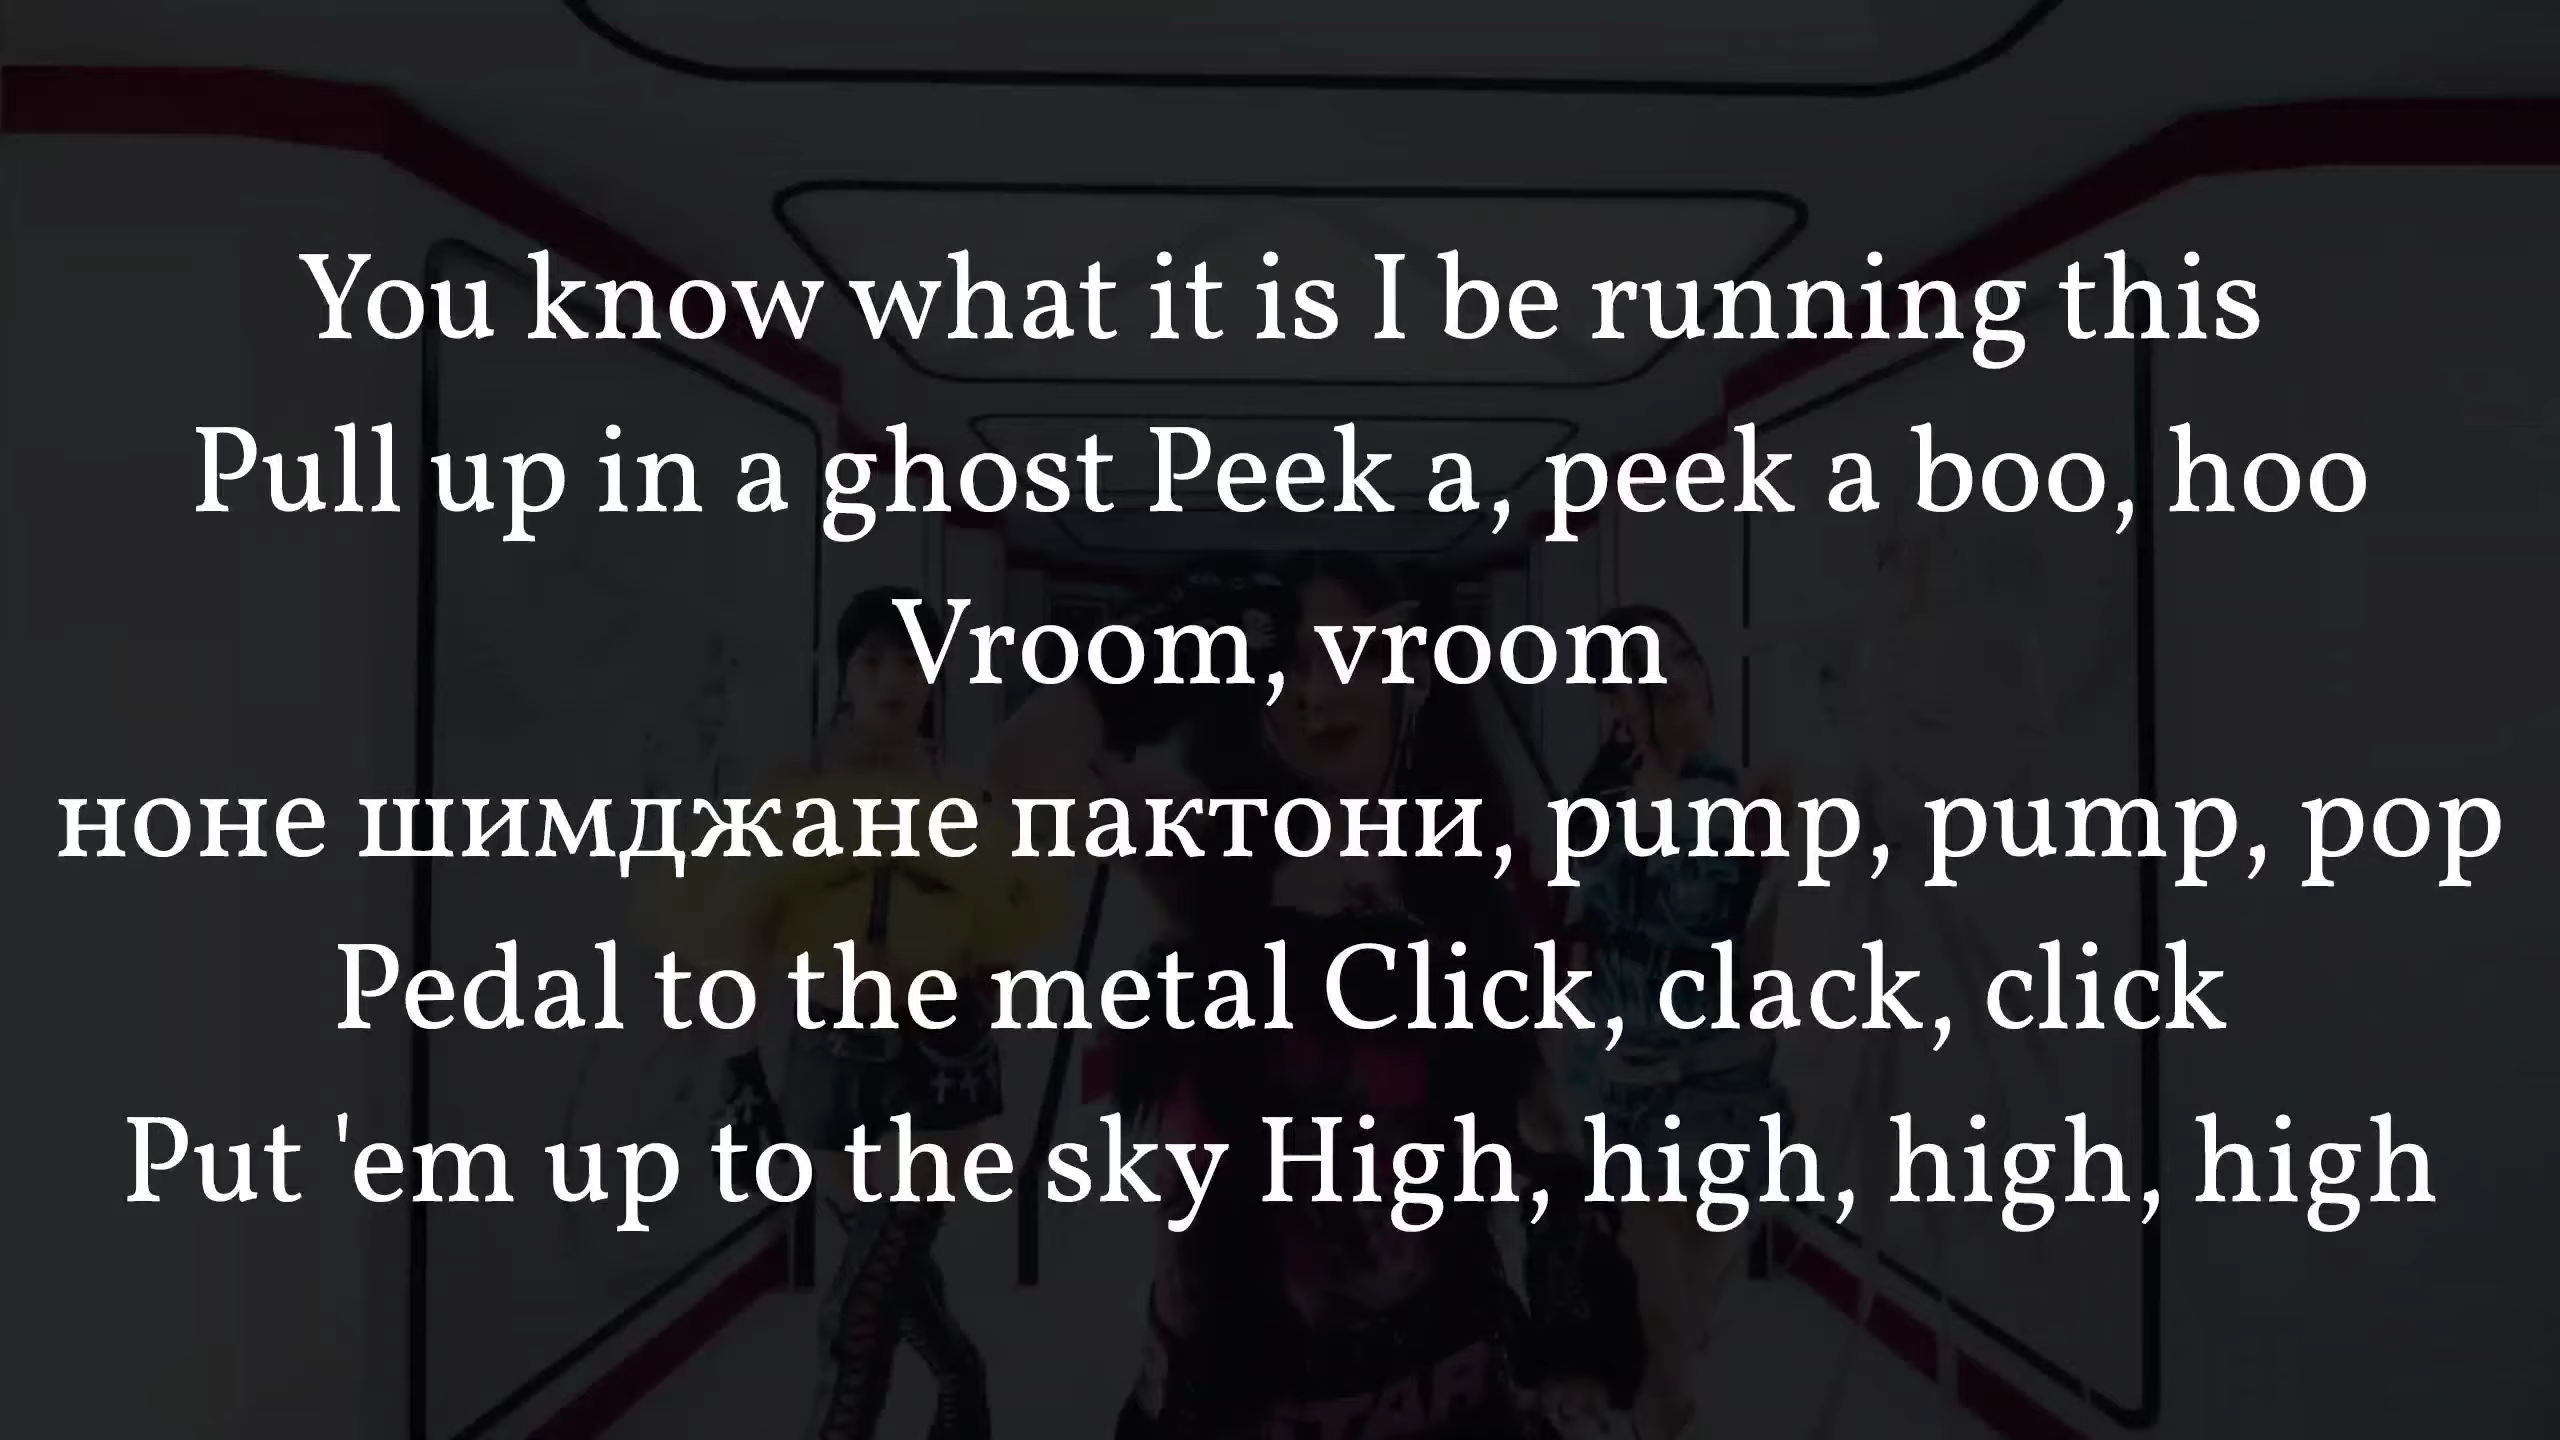 You know what it is I be running this
Pull up in a ghost Peek a, peek a boo, hoo
Vroom, vroom
ноне шимджане пактони, pump, pump, pop
Pedal to the metal Click, clack, click
Put 'em up to the sky High, high, high, high